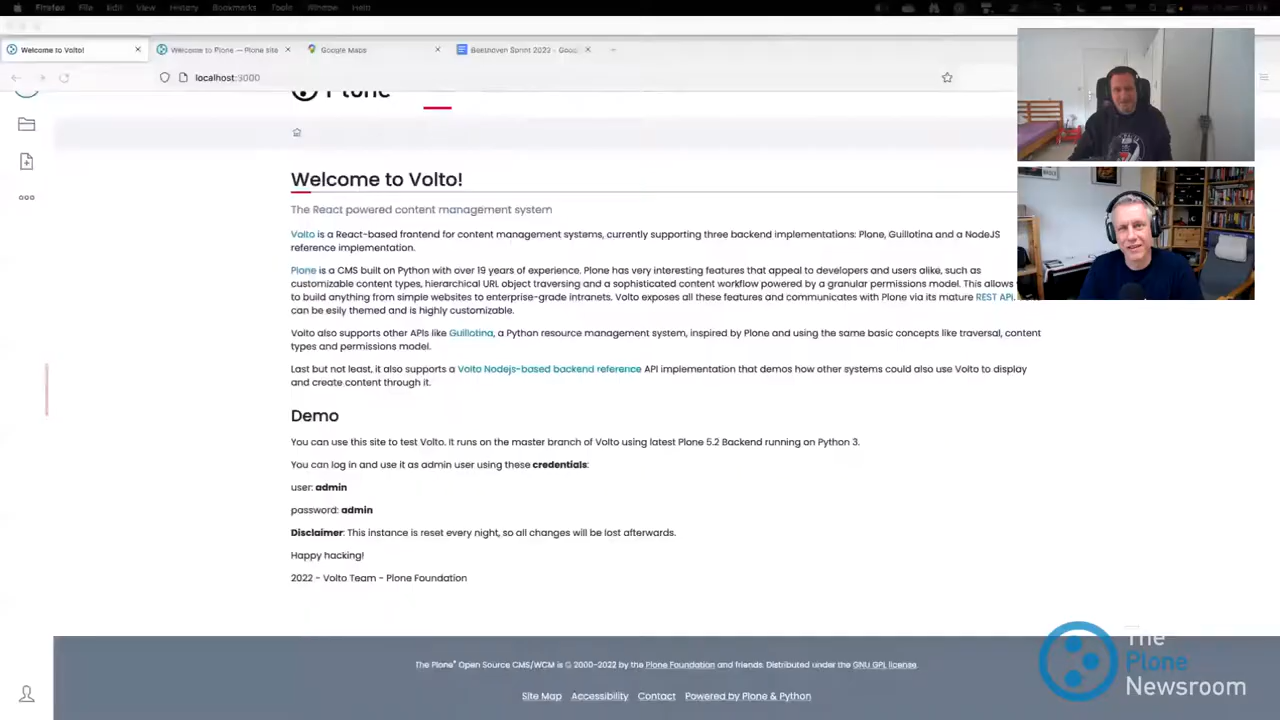 Firefox File Edit View History Bookmarks Tools Window Help
Welcome to Volto!
Welcome to Plone — Plone site
Google Maps
Beethoven Sprint 2023 - Goo
localhost:3000
Plone
Welcome to Volto!
The React powered content management system
Volto is a React-based frontend for content management systems, currently supporting three backend implementations: Plone, Guillotina and a NodeJS
reference implementation.
Plone is a CMS built on Python with over 19 years of experience. Plone has very interesting features that appeal to developers and users alike, such as
customizable content types, hierarchical URL object traversing and a sophisticated content workflow powered by a granular permissions model. This allows
to build anything from simple websites to enterprise-grade intranets. Volto exposes all these features and communicates with Plone via its mature REST API.
can be esily themed and is highly customizable.
Volto also supports other APIs like Guillotina, a Python resource management system, inspired by Plone and using the same basic concepts like traversal, content
types and permissions model.
Last but not least, it also supports a Volto Nodejs-based backend reference API implementation that demos how other systems could also use Volto to display
and create content through it.
Demo
You can use this site to test Volto. It runs on the master branch of Volto using latest Plone 5.2 Backend running on Python 3.
You can log in and use it as admin user using these credentials:
user: admin
password: admin
Disclaimer: This instance is reset every night, so all changes will be lost afterwards.
Happy hacking!
2022 - Volto Team - Plone Foundation
The Plone® Open Source CMS/WCM is © 2000-2022 by the Plone Foundation and friends. Distributed under the GNU GPL license.
Site Map Accessibility Contact Powered by Plone & Python
The
Plone
Newsroom